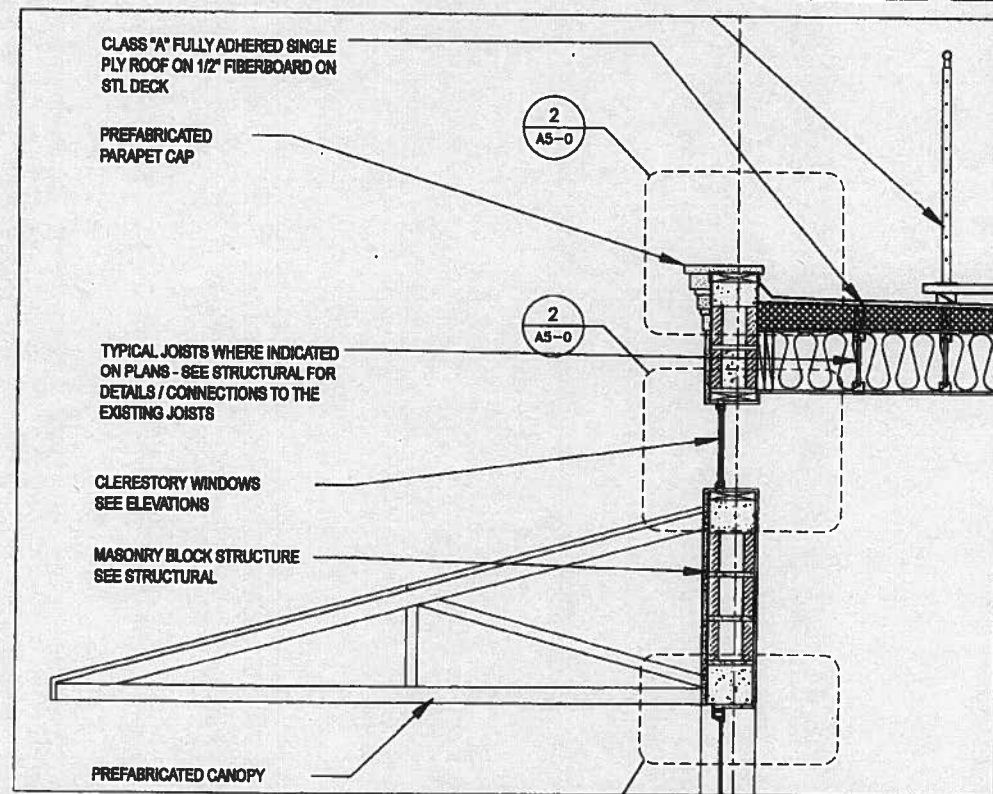 CLASS "A" FULLY ADHERED SINGLE
PLY ROOF ON 1/2" FIBERBOARD ON
STL DECK
2
A5-0
PREFABRICATED
PARAPET CAP
2
A5-0
TYPICAL JOISTS WHERE INDICATED
ON PLANS - SEE STRUCTURAL FOR
DETAILS / CONNECTIONS TO THE
EXISTING JOISTS
CLERESTORY WINDOWS
SEE ELEVATIONS
MASONRY BLOCK STRUCTURE
SEE STRUCTURAL
PREFABRICATED CANOPY